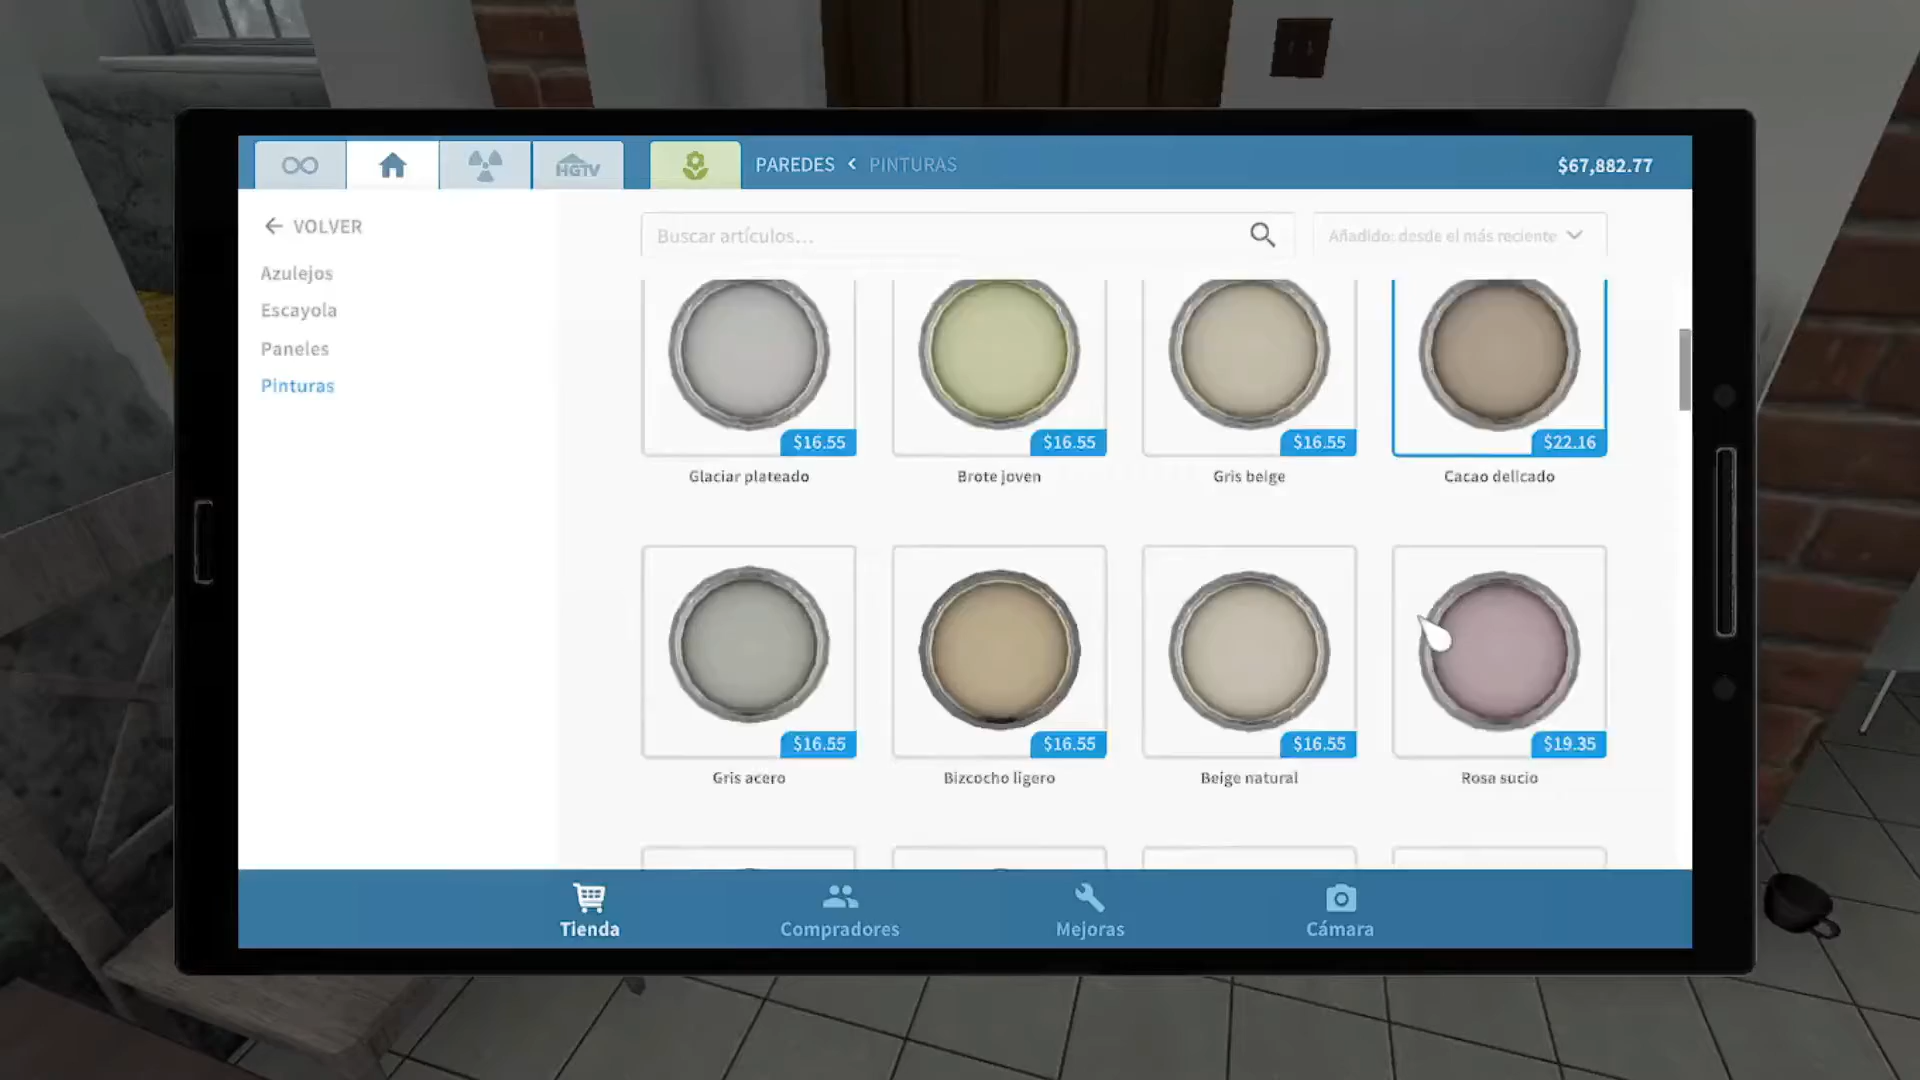 HGTV
PAREDES < PINTURAS
$67,882.77
VOLVER
Azulejos
Escayola
Paneles
Pinturas
Buscar artículos...
Añadido: desde el más reciente
$16.55
$16.55
$16.55
$22.16
Glaciar plateado
Brote joven
Gris beige
Cacao delicado
$16.55
$16.55
$16.55
$19.35
Gris acero
Bizcocho ligero
Beige natural
Rosa sucio
Tienda
Compradores
Mejoras
Cámara